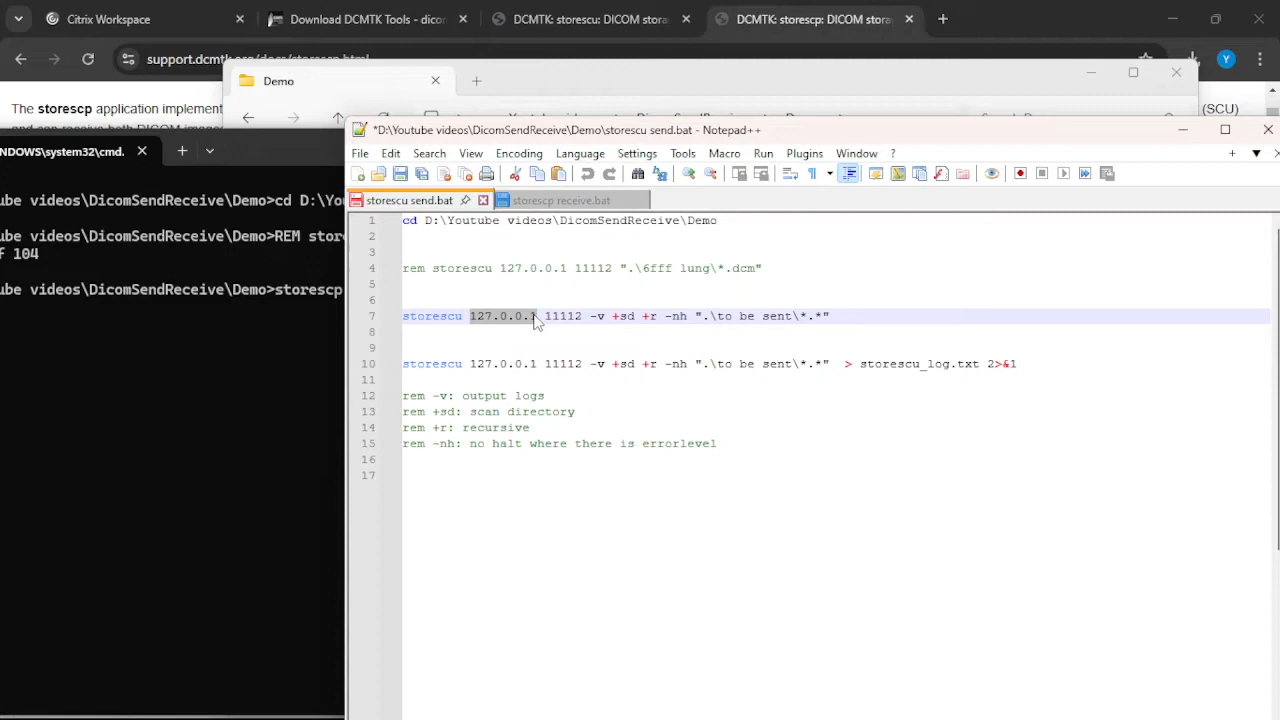 Citrix Workspace
Download DCMTK Tools - dicon
DCMTK: storescu: DICOM stora
DCMTK: storescp: DICOM stora
support.dcmtk.org/docs/storescp.html
Y
The storescp application implement
(SCU)
Demo
NDOWS\system32\cmd.
*D:\Youtube videos\DicomSendReceive\Demo\storescu send.bat - Notepad++
File Edit Search View Encoding Language Settings Tools Macro Run Plugins Window ?
storescu send.bat
storescp receive.bat
ube videos\DicomSendReceive\Demo>cd D:\Yo
ube videos\DicomSendReceive\Demo>REM stor
f 104
ube videos\DicomSendReceive\Demo>storescp
1 cd D:\Youtube videos\DicomSendReceive\Demo
2
3
4 rem storescu 127.0.0.1 11112 ".\6fff lung\*.dcm"
5
6
7 storescu 127.0.0.1 11112 -v +sd +r -nh ".\to be sent\*.*"
8
9
10 storescu 127.0.0.1 11112 -v +sd +r -nh ".\to be sent\*.*" > storescu_log.txt 2>&1
11
12 rem -v: output logs
13 rem +sd: scan directory
14 rem +r: recursive
15 rem -nh: no halt where there is errorlevel
16
17